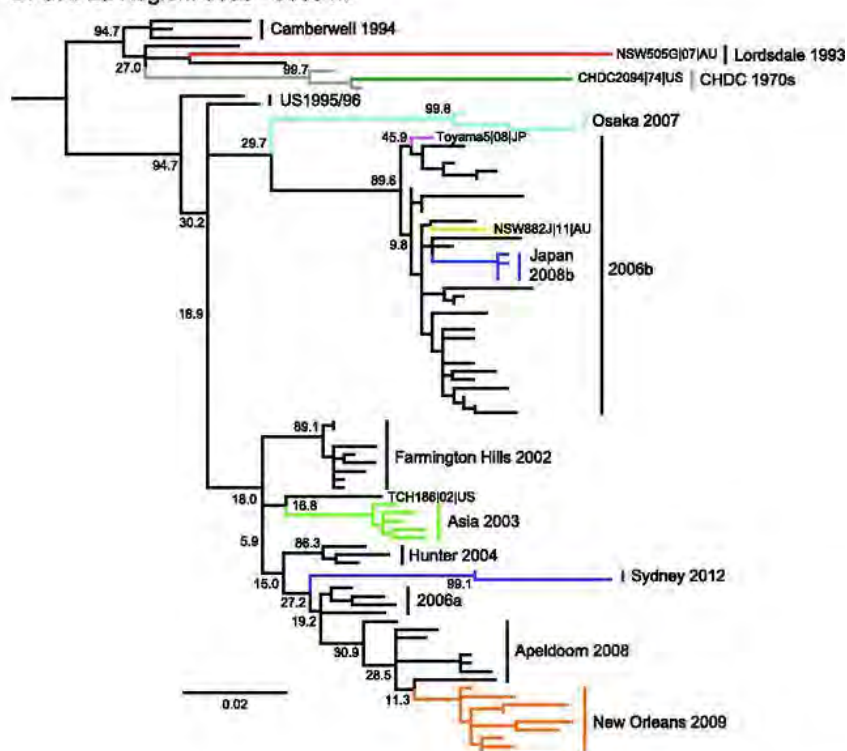 94.7
Camberwell 1994
NSW505G|07|AU
Lordsdale 1993
27.0
99.7
CHDC2094|74|US
CHDC 1970s
US1995/96
99.8
Osaka 2007
29.7
45.9
Toyama5|08|JP
94.7
89.6
30.2
NSW882J|11|AU
9.8
Japan
2008b
2006b
18.9
89.1
Farmington Hills 2002
18.0
TCH186|02|US
16.8
Asia 2003
5.9
86.3
Hunter 2004
15.0
99.1
Sydney 2012
27.2
2006a
19.2
30.9
Apeldoorn 2008
28.5
0.02
11.3
New Orleans 2009